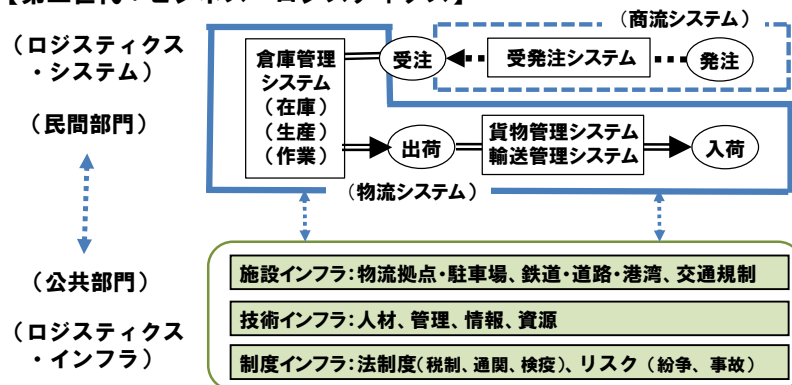 （商流システム）
（ロジスティクス
・システム）
（民間部門）
倉庫管理
システム
（在庫）
（生産）
（作業）
受注
受発注システム
発注
出荷
貨物管理システム
輸送管理システム
入荷
（物流システム）
（公共部門）
（ロジスティクス
・インフラ）
施設インフラ：物流拠点・駐車場、鉄道・道路・港湾、交通規制
技術インフラ：人材、管理、情報、資源
制度インフラ：法制度（税制、通関、検疫）、リスク（紛争、事故）